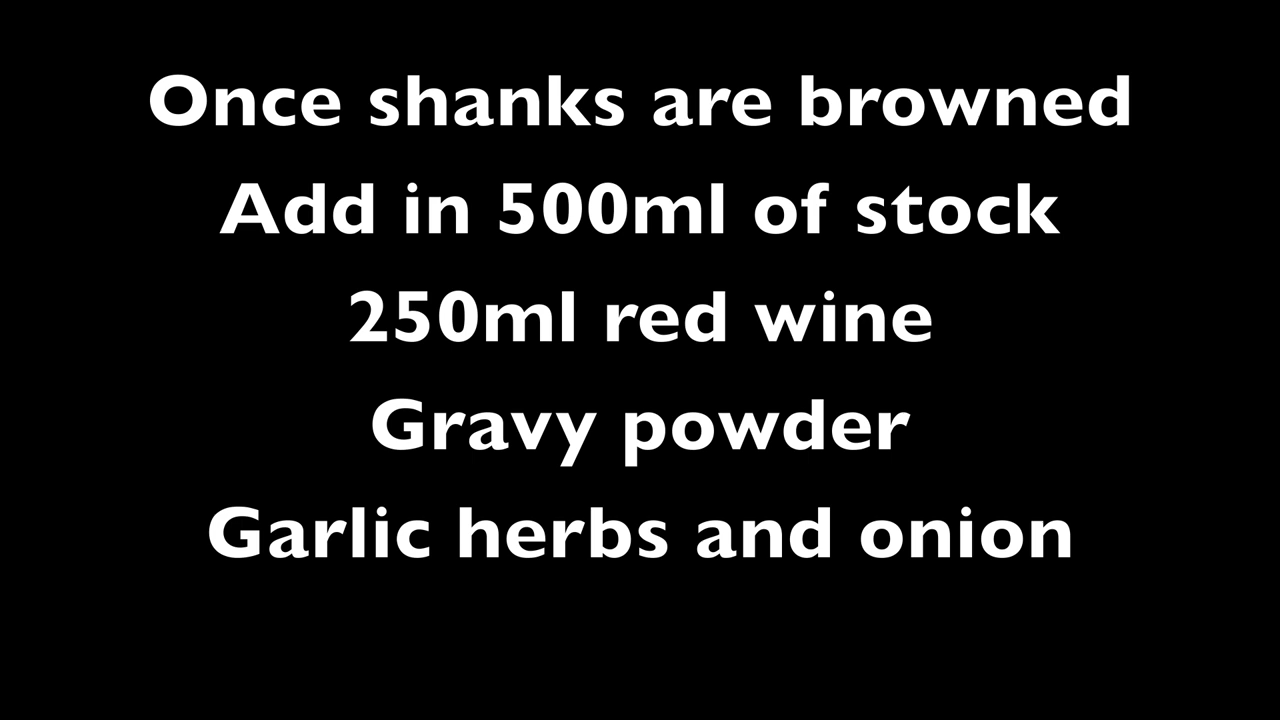 Once shanks are browned
Add in 500ml of stock
250ml red wine
Gravy powder
Garlic herbs and onion